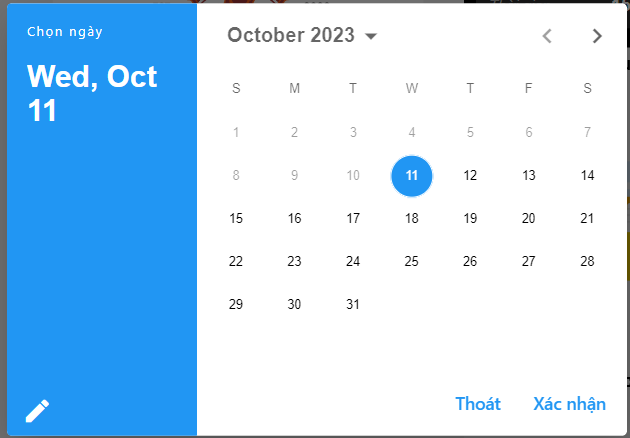 Chọn ngày
Wed, Oct
11
October 2023
S M T W T F S
1 2 3 4 5 6 7
8 9 10 11 12 13 14
15 16 17 18 19 20 21
22 23 24 25 26 27 28
29 30 31
Thoát Xác nhận